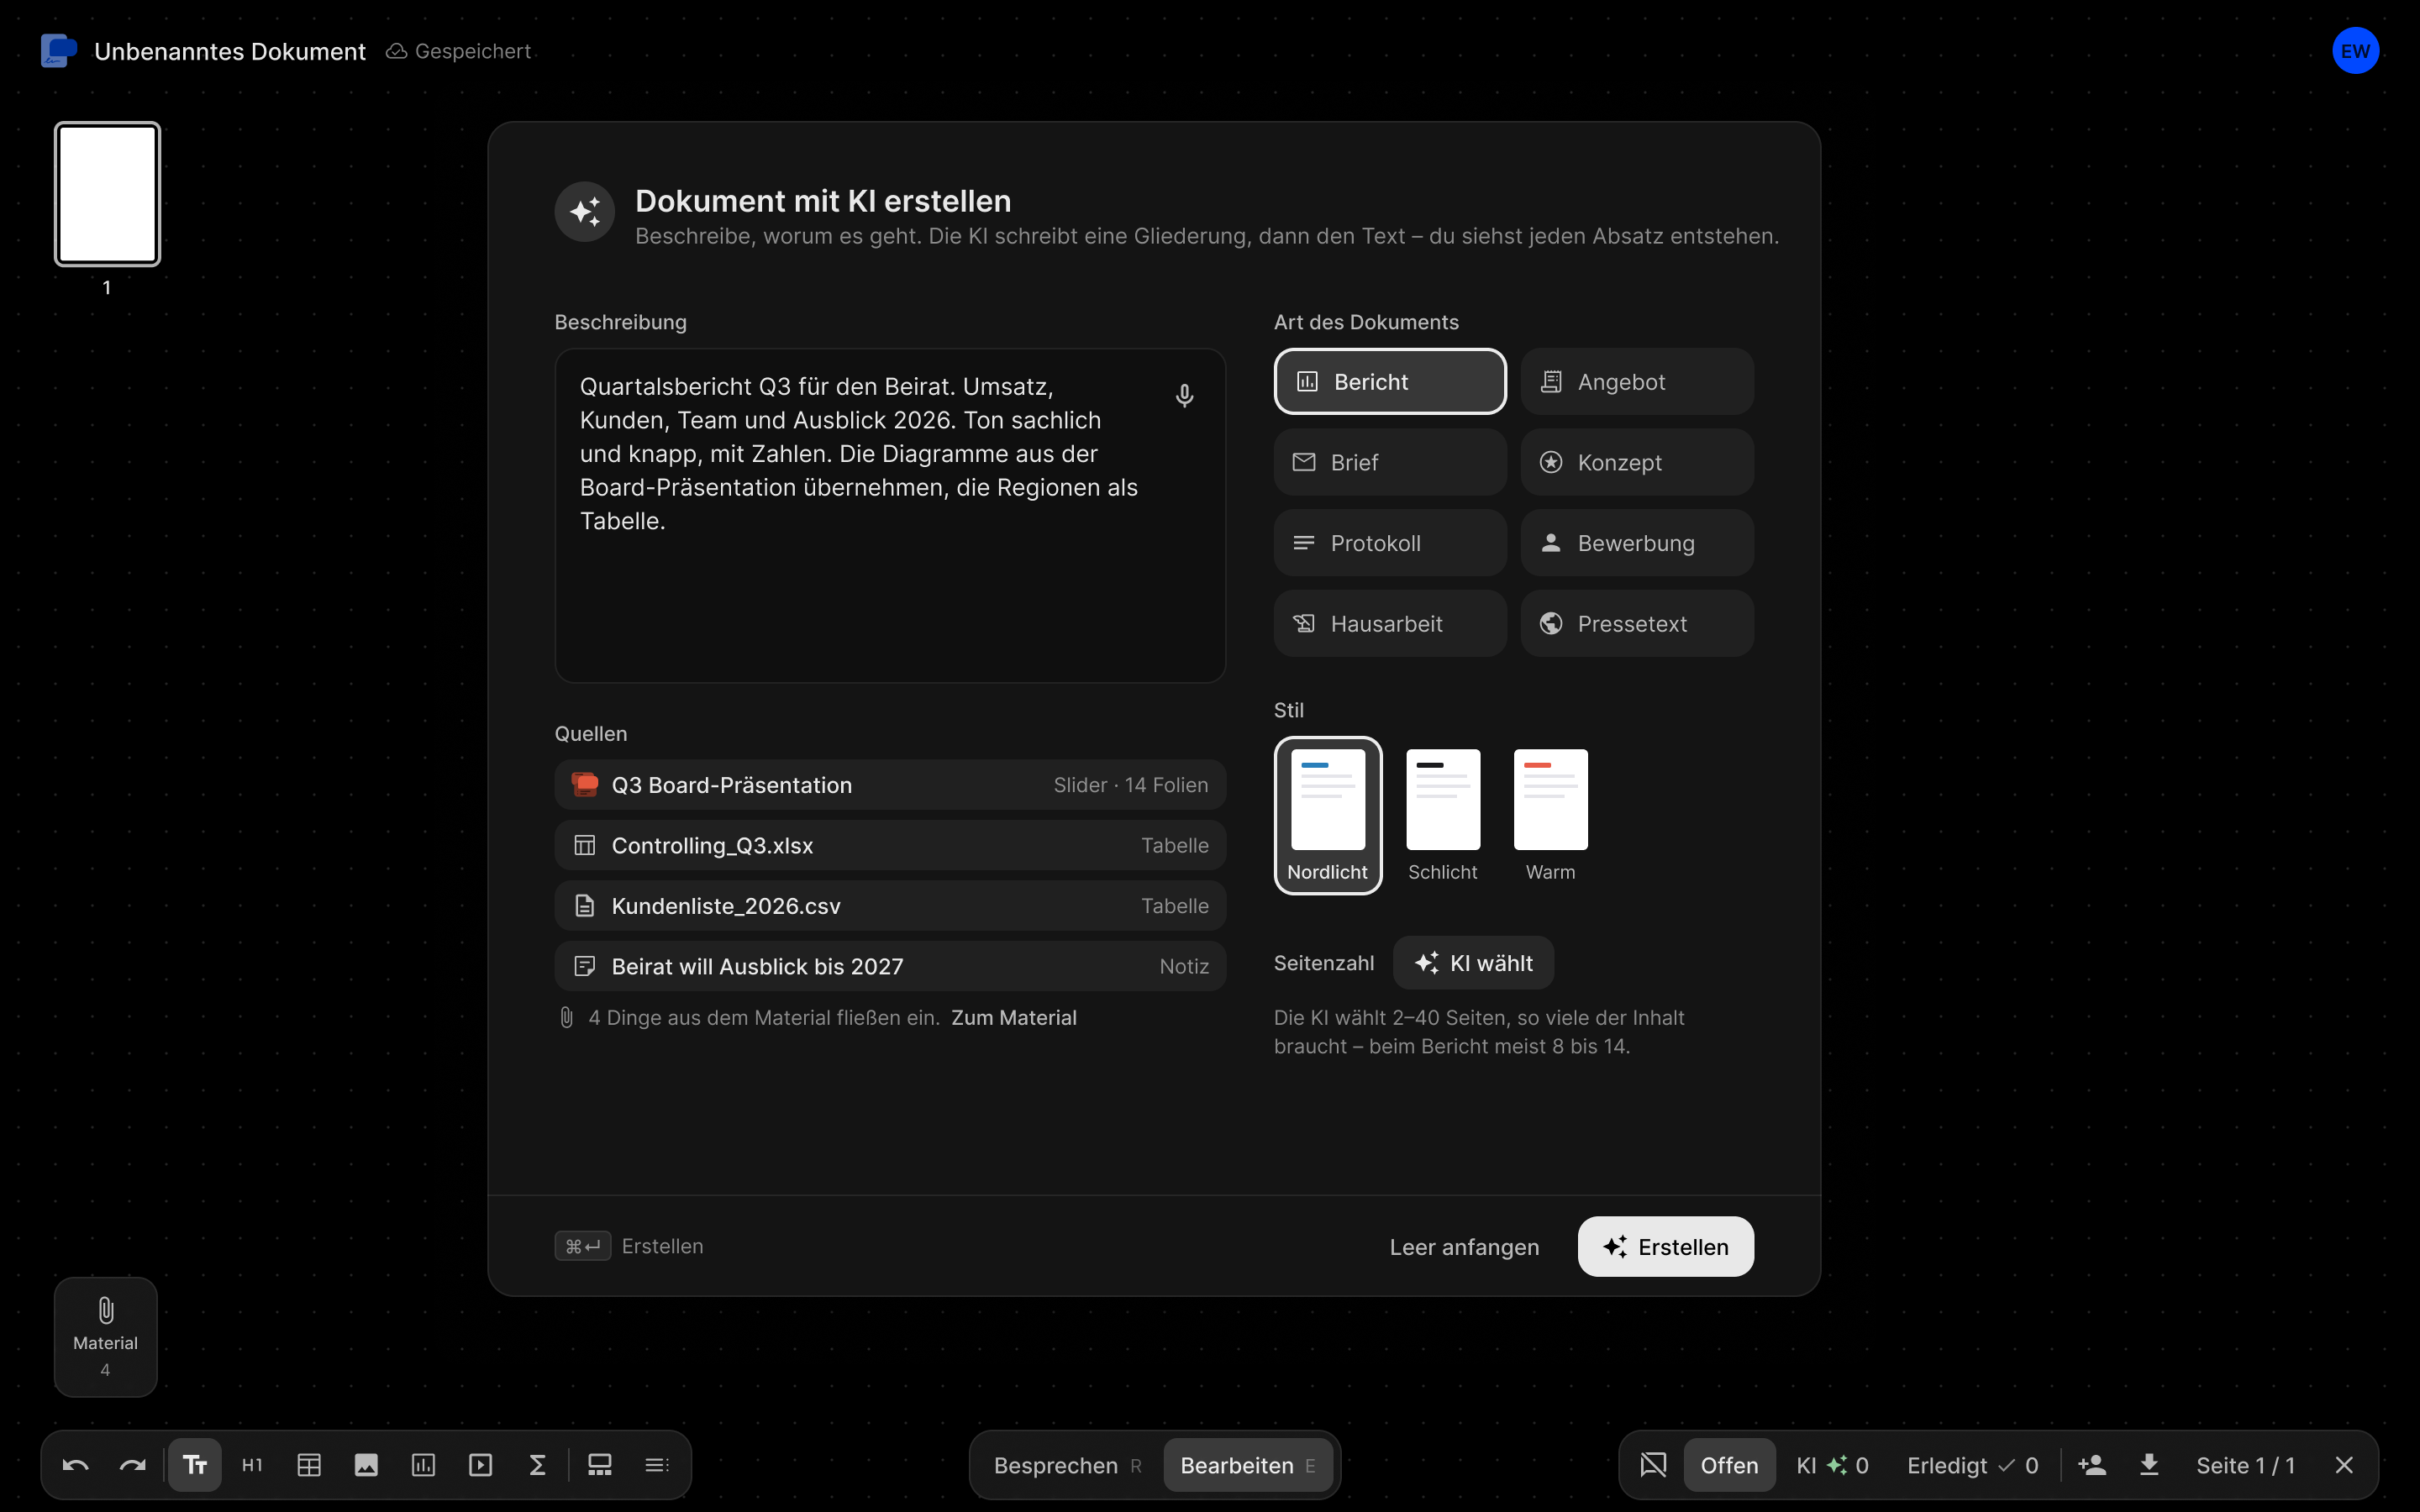 Unbenanntes Dokument
Gespeichert
EW
1
Dokument mit KI erstellen
Beschreibe, worum es geht. Die KI schreibt eine Gliederung, dann den Text – du siehst jeden Absatz entstehen.
Beschreibung
Quartalsbericht Q3 für den Beirat. Umsatz,
Kunden, Team und Ausblick 2026. Ton sachlich
und knapp, mit Zahlen. Die Diagramme aus der
Board-Präsentation übernehmen, die Regionen als
Tabelle.
Quellen
Q3 Board-Präsentation Slider · 14 Folien
Controlling_Q3.xlsx Tabelle
Kundenliste_2026.csv Tabelle
Beirat will Ausblick bis 2027 Notiz
4 Dinge aus dem Material fließen ein. Zum Material
Art des Dokuments
Bericht Angebot
Brief Konzept
Protokoll Bewerbung
Hausarbeit Pressetext
Stil
Nordlicht Schlicht Warm
Seitenzahl KI wählt
Die KI wählt 2–40 Seiten, so viele der Inhalt
braucht – beim Bericht meist 8 bis 14.
⌘↵ Erstellen
Leer anfangen Erstellen
Material
4
Tт H1 Σ
Besprechen R Bearbeiten E
Offen KI 0 Erledigt ✓ 0 Seite 1 / 1